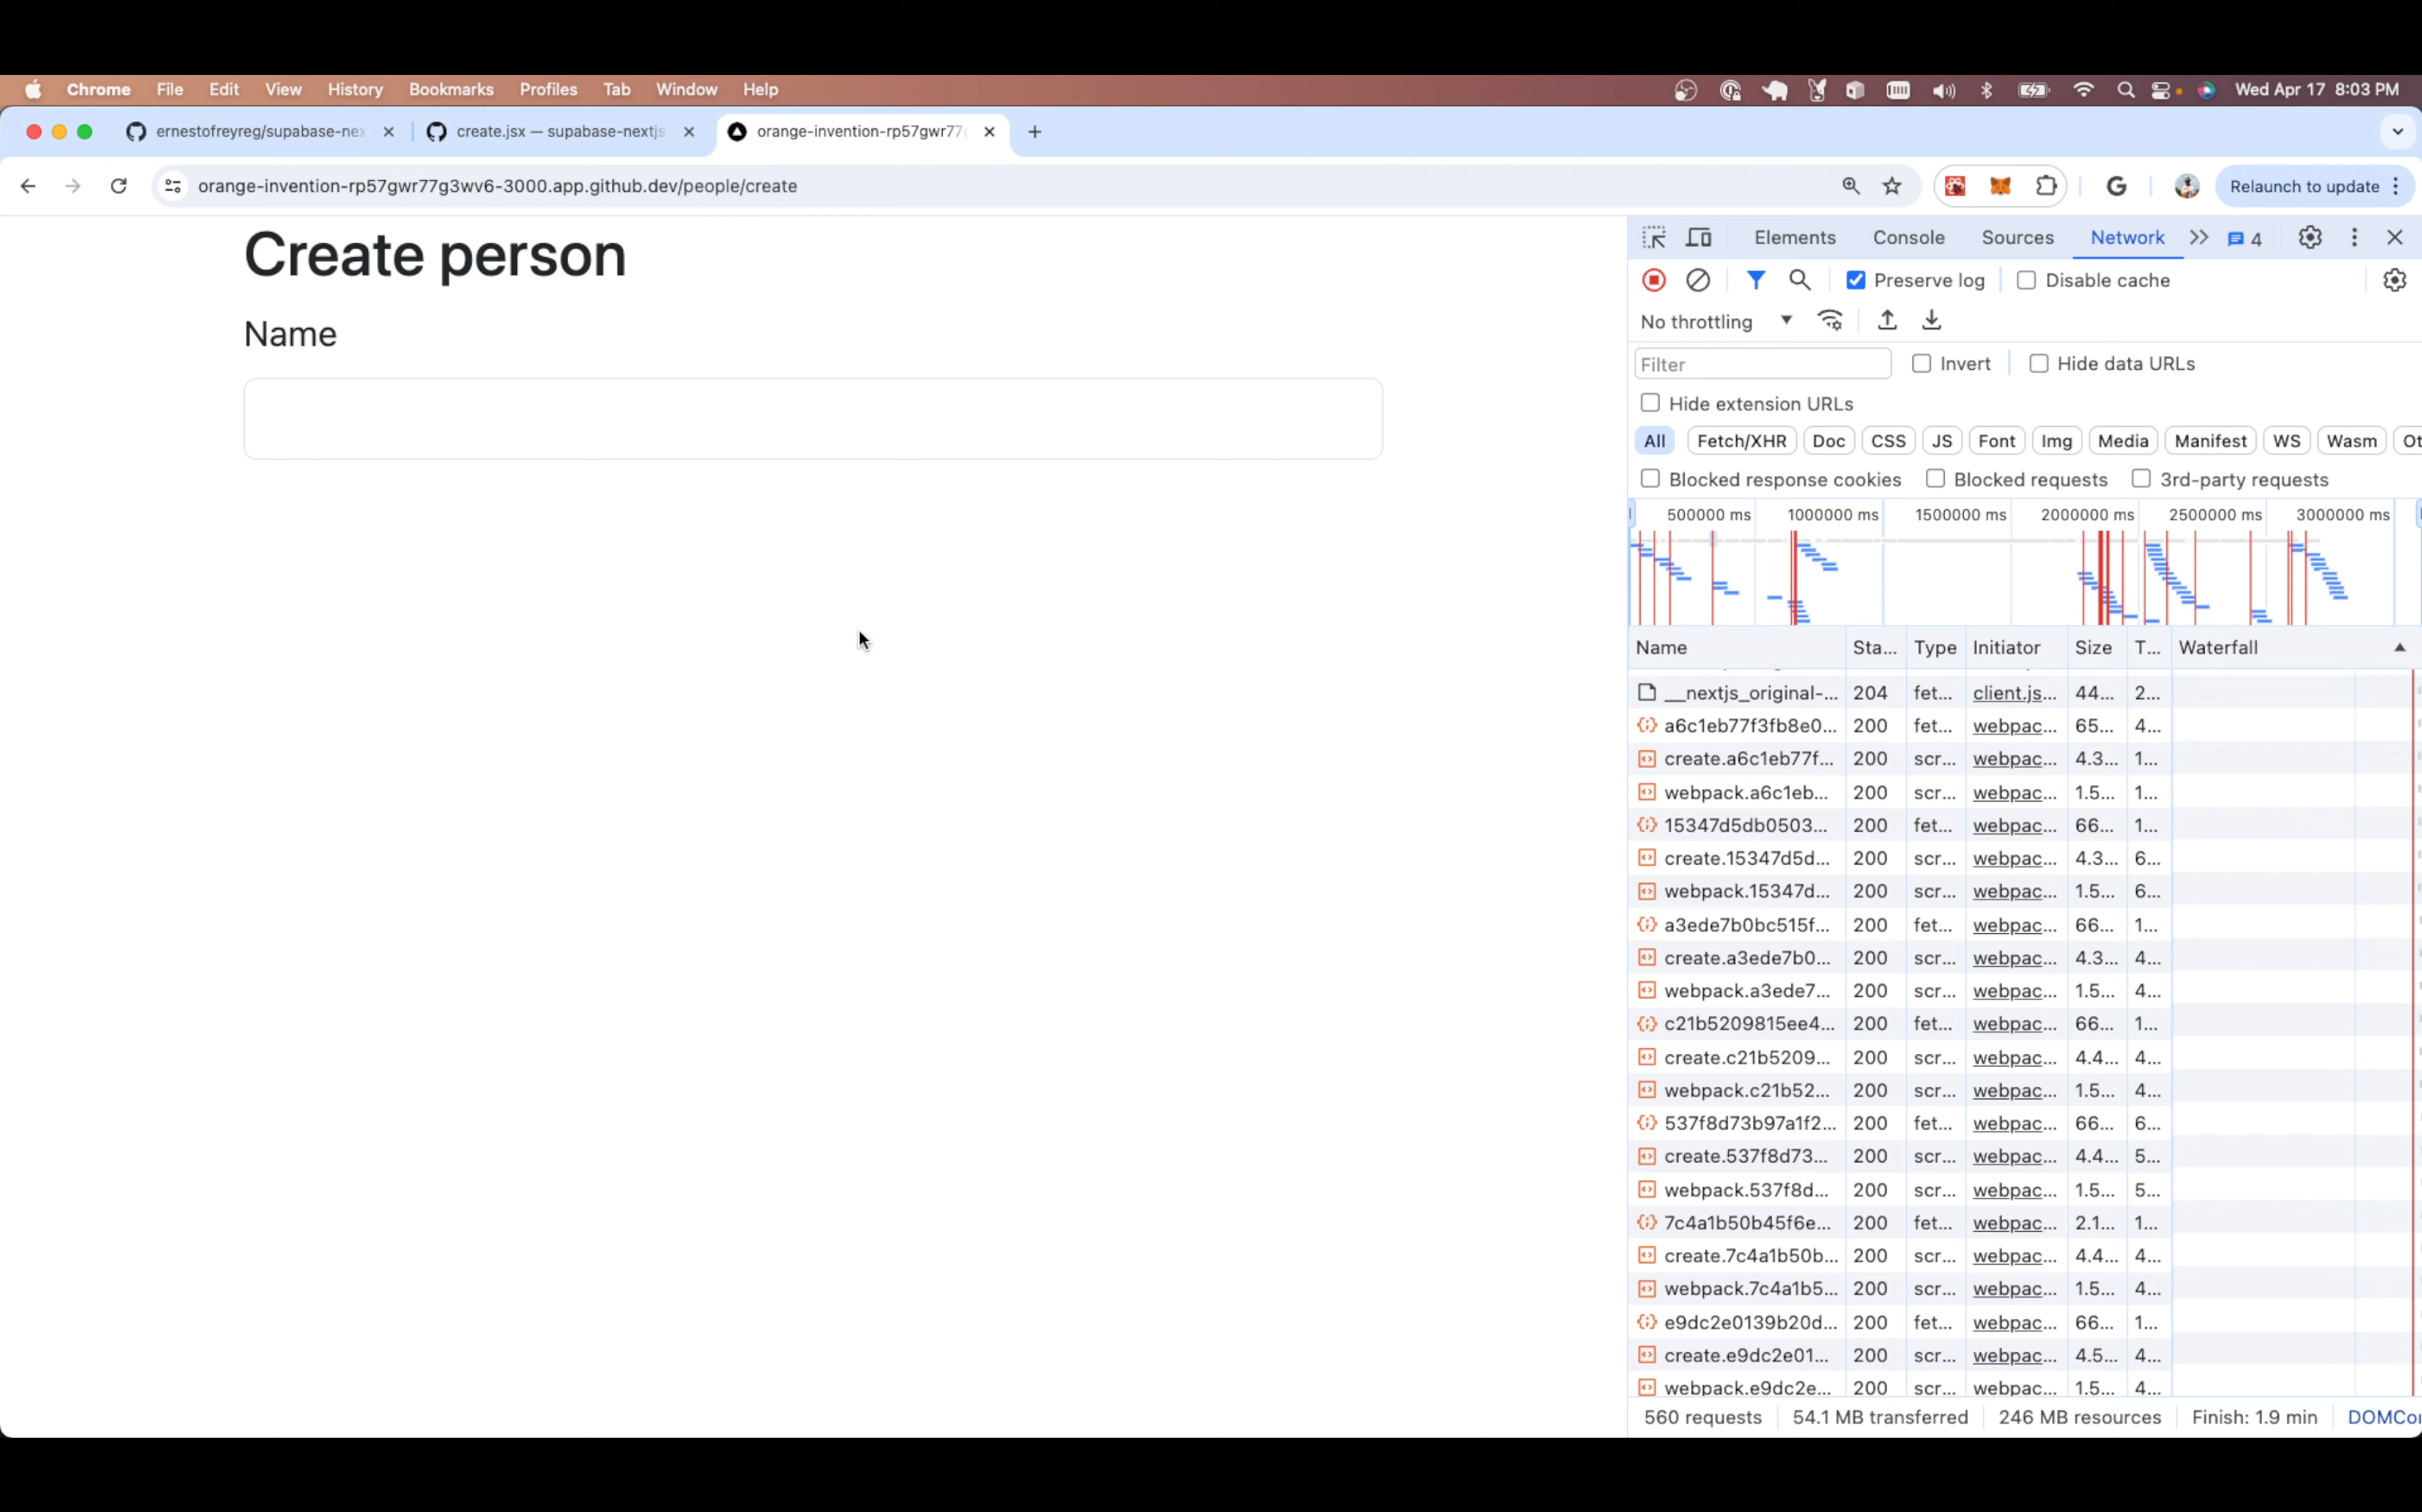 Chrome File Edit View History Bookmarks Profiles Tab Window Help Wed Apr 17 8:03 PM
ernestofreyreg/supabase-nex create.jsx — supabase-nextjs orange-invention-rp57gwr77g
orange-invention-rp57gwr77g3wv6-3000.app.github.dev/people/create Relaunch to update
Create person
Name
Elements Console Sources Network 4
Preserve log Disable cache
No throttling
Filter Invert Hide data URLs
Hide extension URLs
All Fetch/XHR Doc CSS JS Font Img Media Manifest WS Wasm Ot
Blocked response cookies Blocked requests 3rd-party requests
500000 ms 1000000 ms 1500000 ms 2000000 ms 2500000 ms 3000000 ms
Name Sta... Type Initiator Size T... Waterfall
__nextjs_original-... 204 fet... client.js... 44... 2...
a6c1eb77f3fb8e0... 200 fet... webpac... 65... 4...
create.a6c1eb77f... 200 scr... webpac... 4.3... 1...
webpack.a6c1eb... 200 scr... webpac... 1.5... 1...
15347d5db0503... 200 fet... webpac... 66... 1...
create.15347d5d... 200 scr... webpac... 4.3... 6...
webpack.15347d... 200 scr... webpac... 1.5... 6...
a3ede7b0bc515f... 200 fet... webpac... 66... 1...
create.a3ede7b0... 200 scr... webpac... 4.3... 4...
webpack.a3ede7... 200 scr... webpac... 1.5... 4...
c21b5209815ee4... 200 fet... webpac... 66... 1...
create.c21b5209... 200 scr... webpac... 4.4... 4...
webpack.c21b52... 200 scr... webpac... 1.5... 4...
537f8d73b97a1f2... 200 fet... webpac... 66... 6...
create.537f8d73... 200 scr... webpac... 4.4... 5...
webpack.537f8d... 200 scr... webpac... 1.5... 5...
7c4a1b50b45f6e... 200 fet... webpac... 2.1... 1...
create.7c4a1b50b... 200 scr... webpac... 4.4... 4...
webpack.7c4a1b5... 200 scr... webpac... 1.5... 4...
e9dc2e0139b20d... 200 fet... webpac... 66... 1...
create.e9dc2e01... 200 scr... webpac... 4.5... 4...
webpack.e9dc2e... 200 scr... webpac... 1.5... 4...
560 requests 54.1 MB transferred 246 MB resources Finish: 1.9 min DOMCo